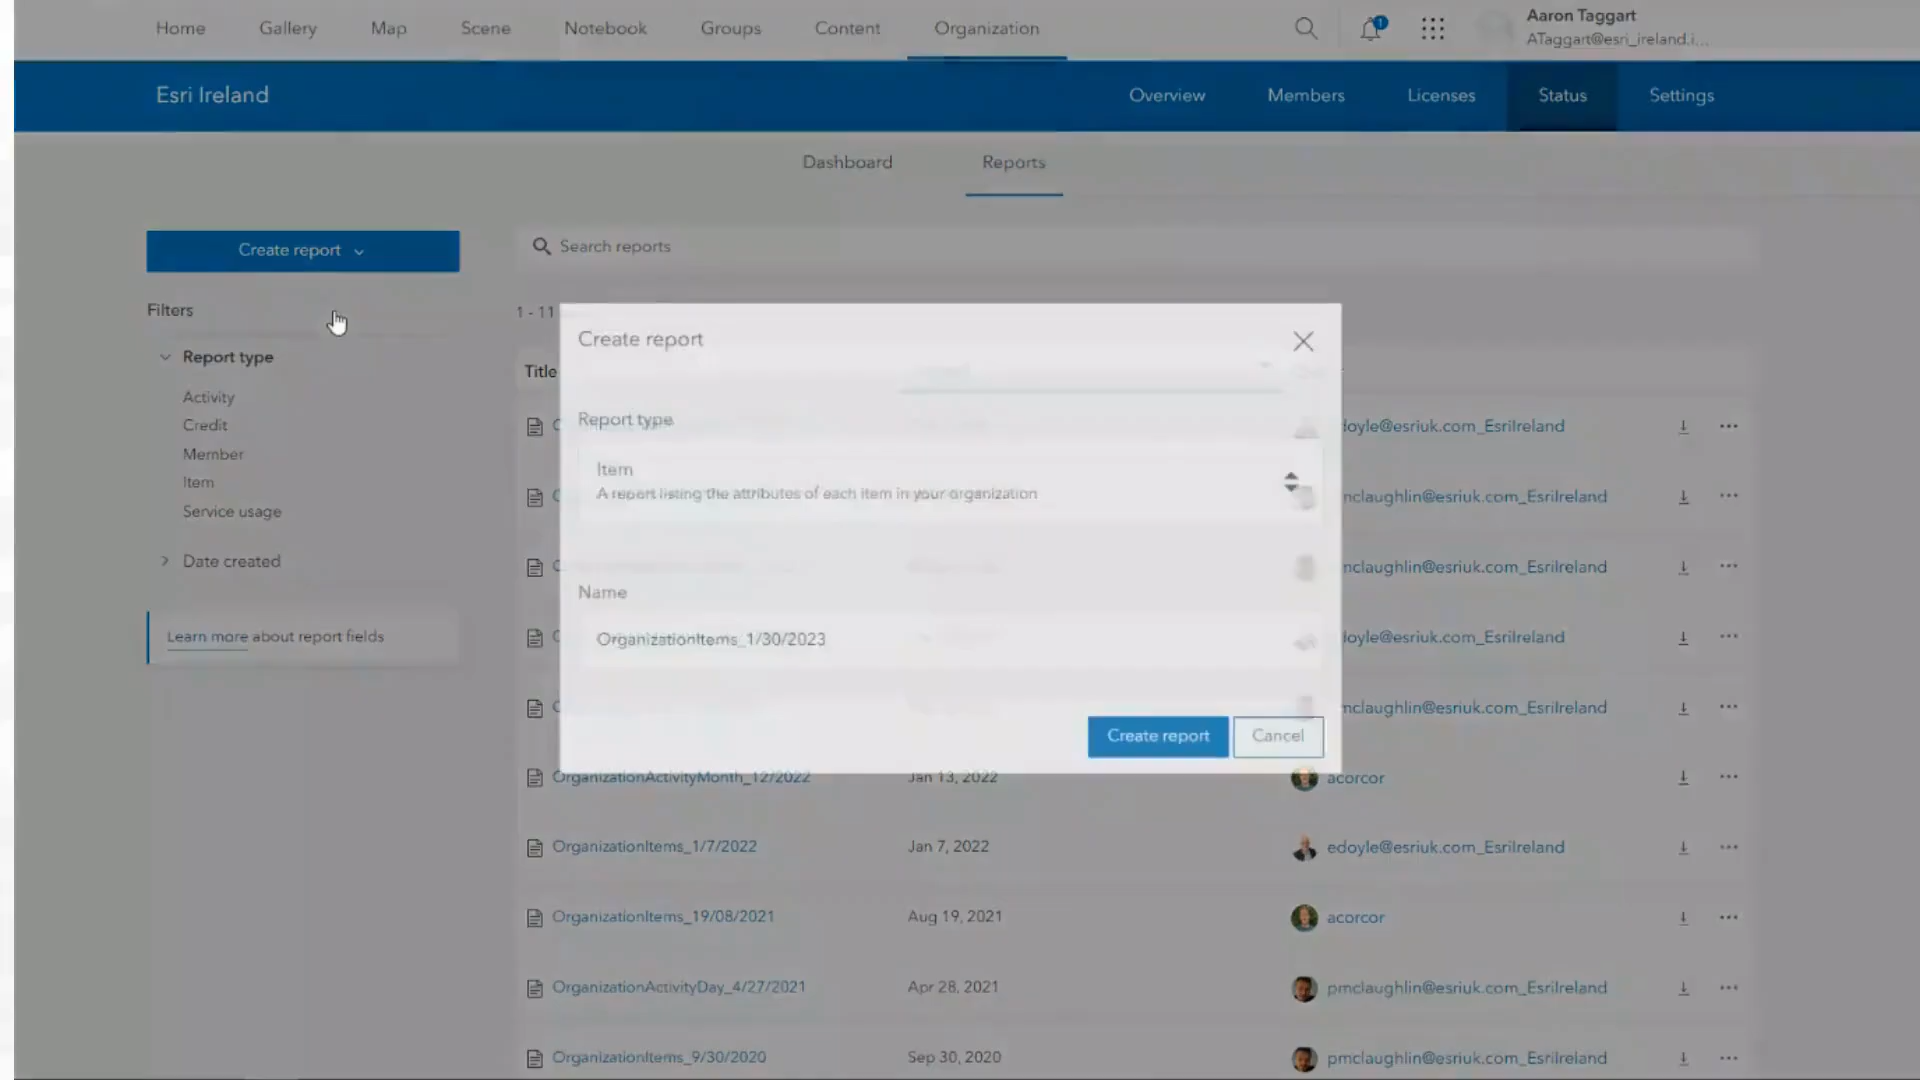 Home Gallery Map Scene Notebook Groups Content Organization
1
Aaron Taggart
ATaggart@esri_ireland.i...
Esri Ireland
Overview Members Licenses Status Settings
Dashboard Reports
Create report
Search reports
Filters
1 - 11
Create report
Report type
Title
Activity
Report type
Credit
doyle@esriuk.com_EsriIreland
Member
Item
Item
A report listing the attributes of each item in your organization
mclaughlin@esriuk.com_EsriIreland
Service usage
Date created
mclaughlin@esriuk.com_EsriIreland
Name
Learn more about report fields
OrganizationItems_1/30/2023
doyle@esriuk.com_EsriIreland
mclaughlin@esriuk.com_EsriIreland
Create report Cancel
OrganizationActivityMonth_12/2022 Jan 13, 2022 acorcor
OrganizationItems_1/7/2022 Jan 7, 2022 edoyle@esriuk.com_EsriIreland
OrganizationItems_19/08/2021 Aug 19, 2021 acorcor
OrganizationActivityDay_4/27/2021 Apr 28, 2021 pmclaughlin@esriuk.com_EsriIreland
OrganizationItems_9/30/2020 Sep 30, 2020 pmclaughlin@esriuk.com_EsriIreland